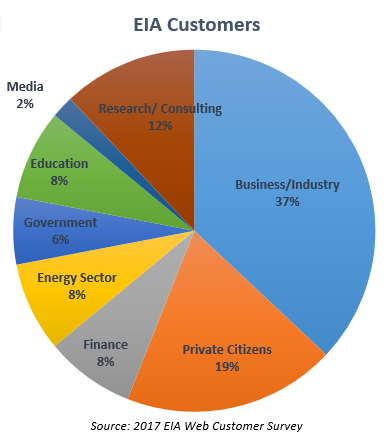 EIA Customers
Media
2%
Research/ Consulting
12%
Education
8%
Business/Industry
37%
Government
6%
Energy Sector
8%
Finance
8%
Private Citizens
19%
Source: 2017 EIA Web Customer Survey